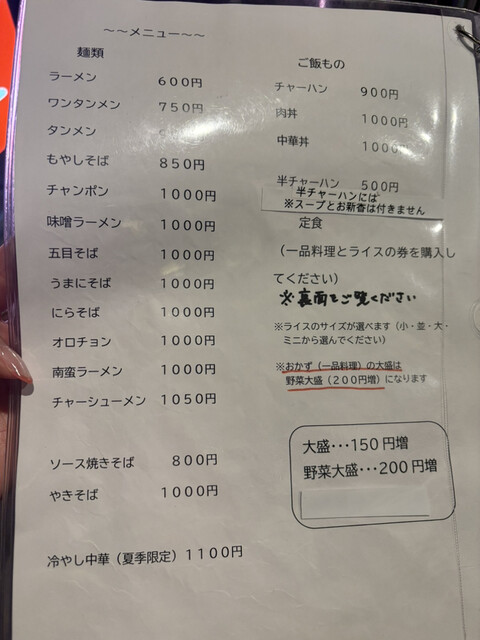 ～～メニュー～～
麺類
ラーメン 600円
ワンタンメン 750円
タンメン
もやしそば 850円
チャンポン 1000円
味噌ラーメン 1000円
五目そば 1000円
うまにそば 1000円
にらそば 1000円
オロチョン 1000円
南蛮ラーメン 1000円
チャーシューメン 1050円
ソース焼きそば 800円
やきそば 1000円
冷やし中華（夏季限定）1100円
ご飯もの
チャーハン 900円
肉丼 1000円
中華丼 1000円
半チャーハン 500円
半チャーハンには
※スープとお新香は付きません
定食
（一品料理とライスの券を購入し
てください）
※裏面をご覧ください
※ライスのサイズが選べます（小・並・大・
ミニから選んでください）
※おかず（一品料理）の大盛は
野菜大盛（200円増）になります
大盛・・・150円増
野菜大盛・・・200円増